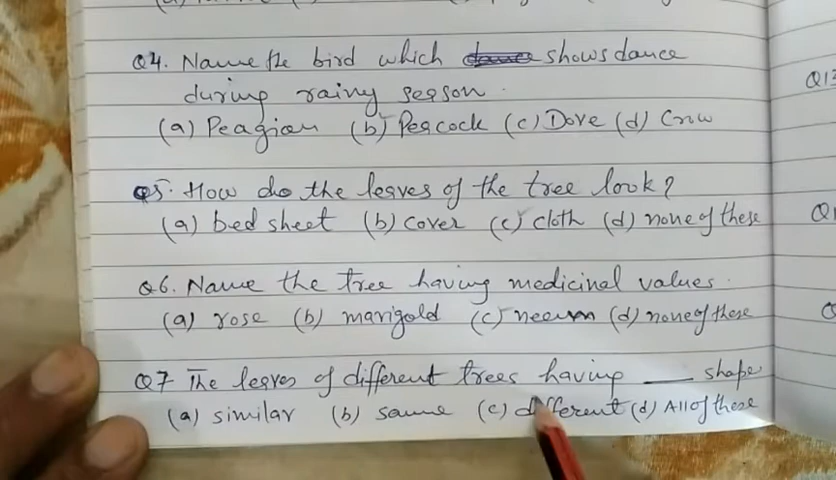 Q4. Name the bird which shows dance
during rainy season.
(a) Peagian (b) Peacock (c) Dove (d) Crow
Q5. How do the leaves of the tree look?
(a) bed sheet (b) cover (c) cloth (d) none of these
Q6. Name the tree having medicinal values.
(a) rose (b) marigold (c) neem (d) none of these
Q7 The leaves of different trees having ___ shape
(a) similar (b) same (c) different (d) All of these
Q13